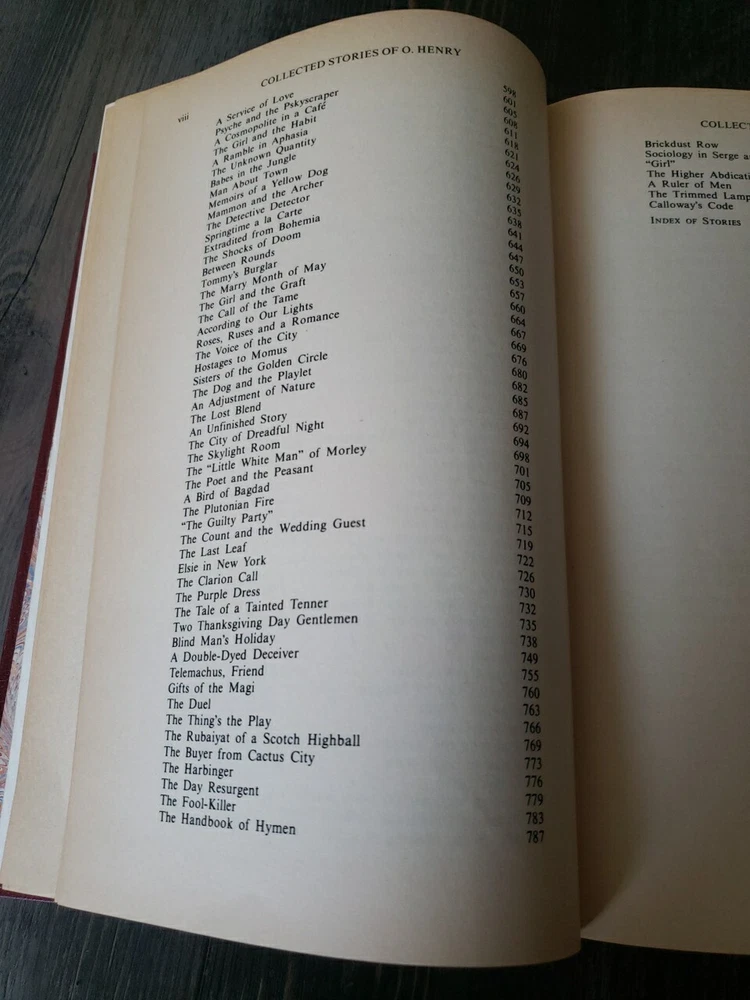 viii COLLECTED STORIES OF O. HENRY
A Service of Love 598
Psyche and the Pskyscraper 601
A Cosmopolite in a Café 605
The Girl and the Habit 608
A Ramble in Aphasia 611
The Unknown Quantity 618
Babes in the Jungle 621
Man About Town 624
Memoirs of a Yellow Dog 626
Mammon and the Archer 629
The Detective Detector 632
Springtime a la Carte 635
Extradited from Bohemia 638
The Shocks of Doom 641
Between Rounds 644
Tommy's Burglar 647
The Marry Month of May 650
The Girl and the Graft 653
The Call of the Tame 657
According to Our Lights 660
Roses, Ruses and a Romance 664
The Voice of the City 667
Hostages to Momus 669
Sisters of the Golden Circle 676
The Dog and the Playlet 680
An Adjustment of Nature 682
The Lost Blend 685
An Unfinished Story 687
The City of Dreadful Night 692
The Skylight Room 694
The "Little White Man" of Morley 698
The Poet and the Peasant 701
A Bird of Bagdad 705
The Plutonian Fire 709
"The Guilty Party" 712
The Count and the Wedding Guest 715
The Last Leaf 719
Elsie in New York 722
The Clarion Call 726
The Purple Dress 730
The Tale of a Tainted Tenner 732
Two Thanksgiving Day Gentlemen 735
Blind Man's Holiday 738
A Double-Dyed Deceiver 749
Telemachus, Friend 755
Gifts of the Magi 760
The Duel 763
The Thing's the Play 766
The Rubaiyat of a Scotch Highball 769
The Buyer from Cactus City 773
The Harbinger 776
The Day Resurgent 779
The Fool-Killer 783
The Handbook of Hymen 787
COLLECT
Brickdust Row
Sociology in Serge a
"Girl"
The Higher Abdicati
A Ruler of Men
The Trimmed Lamp
Calloway's Code
INDEX OF STORIES